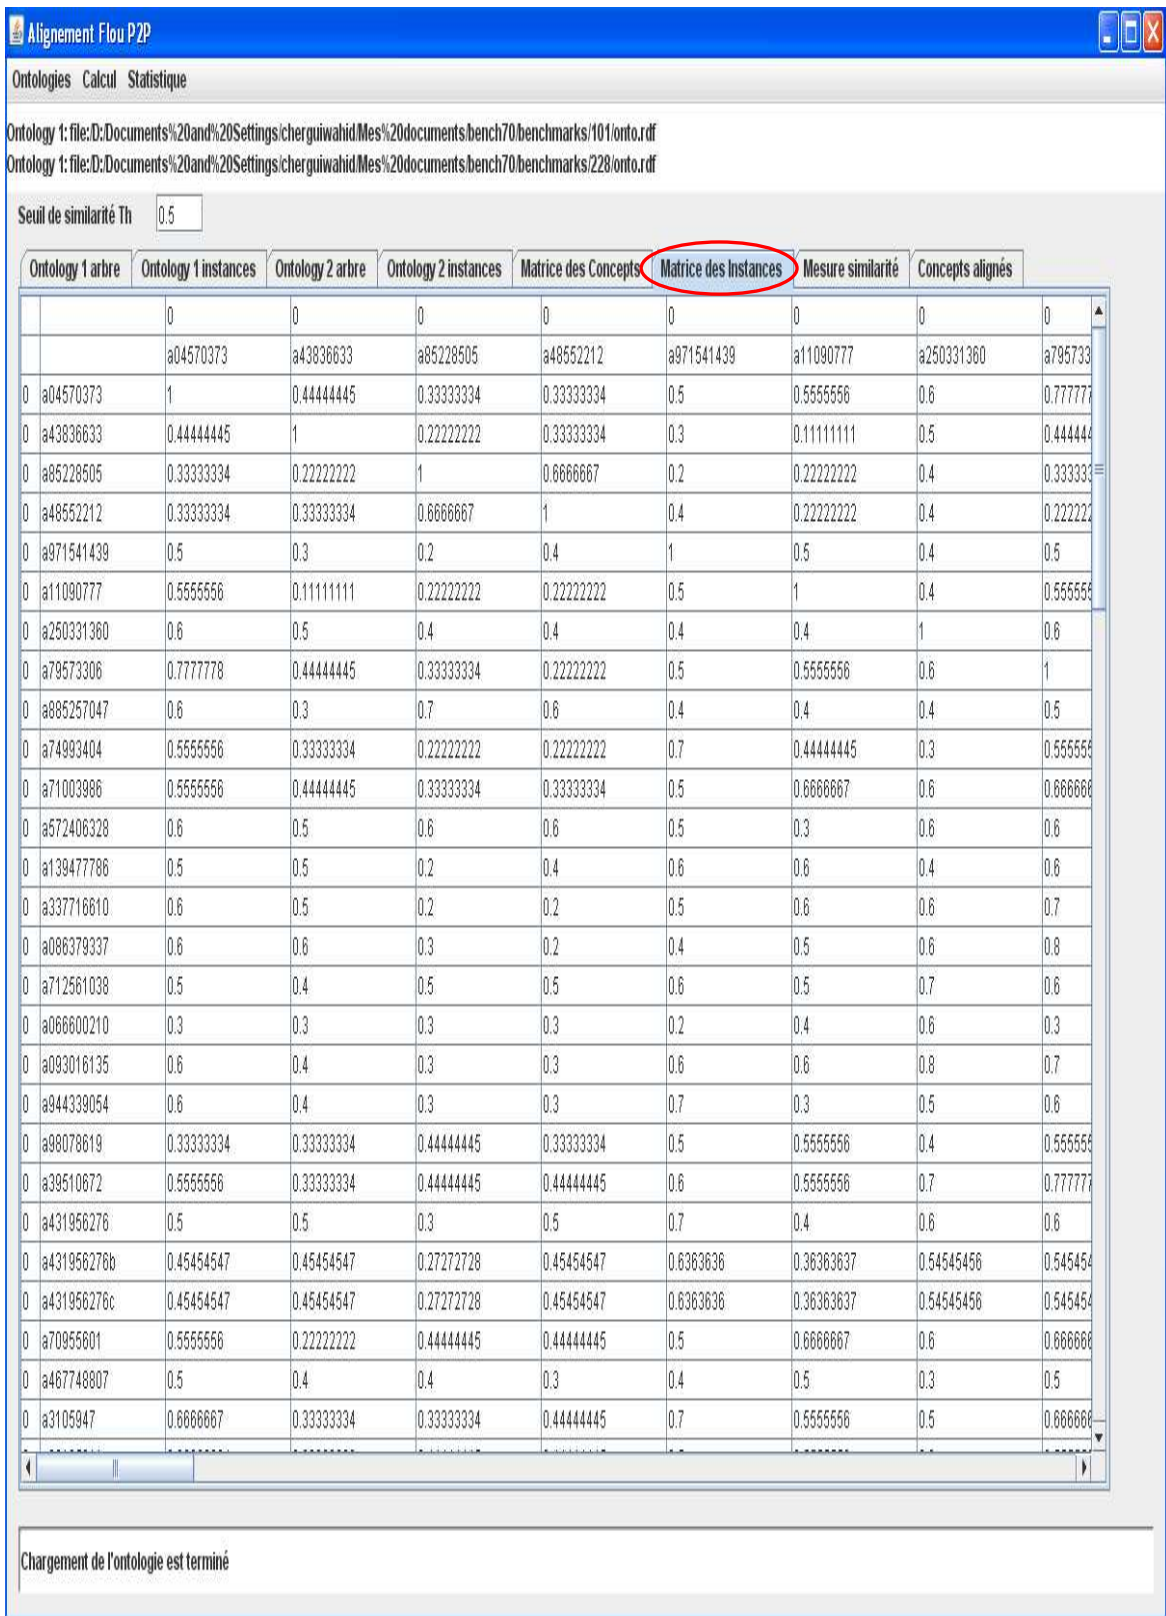 Alignement Flou P2P
Ontologies Calcul Statistique
Ontology 1: file:/D:/Documents%20and%20Settings/cherguiwahid/Mes%20documents/bench70/benchmarks/101/onto.rdf
Ontology 1: file:/D:/Documents%20and%20Settings/cherguiwahid/Mes%20documents/bench70/benchmarks/228/onto.rdf
Seuil de similarité Th 0.5
Ontology 1 arbre Ontology 1 instances Ontology 2 arbre Ontology 2 instances Matrice des Concepts Matrice des Instances Mesure similarité Concepts alignés
0 0 0 0 0 0 0 0
a04570373 a43836633 a85228505 a48552212 a971541439 a11090777 a250331360 a795733
0 a04570373 1 0.44444445 0.33333334 0.33333334 0.5 0.5555556 0.6 0.777777
0 a43836633 0.44444445 1 0.22222222 0.33333334 0.3 0.11111111 0.5 0.444444
0 a85228505 0.33333334 0.22222222 1 0.6666667 0.2 0.22222222 0.4 0.333333
0 a48552212 0.33333334 0.33333334 0.6666667 1 0.4 0.22222222 0.4 0.222222
0 a971541439 0.5 0.3 0.2 0.4 1 0.5 0.4 0.5
0 a11090777 0.5555556 0.11111111 0.22222222 0.22222222 0.5 1 0.4 0.555555
0 a250331360 0.6 0.5 0.4 0.4 0.4 0.4 1 0.6
0 a79573306 0.7777778 0.44444445 0.33333334 0.22222222 0.5 0.5555556 0.6 1
0 a885257047 0.6 0.3 0.7 0.6 0.4 0.4 0.4 0.5
0 a74993404 0.5555556 0.33333334 0.22222222 0.22222222 0.7 0.44444445 0.3 0.555555
0 a71003986 0.5555556 0.44444445 0.33333334 0.33333334 0.5 0.6666667 0.6 0.666666
0 a572406328 0.6 0.5 0.6 0.6 0.5 0.3 0.6 0.6
0 a139477786 0.5 0.5 0.2 0.4 0.6 0.6 0.4 0.6
0 a337716610 0.6 0.5 0.2 0.2 0.5 0.6 0.6 0.7
0 a086379337 0.6 0.6 0.3 0.2 0.4 0.5 0.6 0.8
0 a712561038 0.5 0.4 0.5 0.5 0.6 0.5 0.7 0.6
0 a066600210 0.3 0.3 0.3 0.3 0.2 0.4 0.6 0.3
0 a093016135 0.6 0.4 0.3 0.3 0.6 0.6 0.8 0.7
0 a944339054 0.6 0.4 0.3 0.3 0.7 0.3 0.5 0.6
0 a98078619 0.33333334 0.33333334 0.44444445 0.33333334 0.5 0.5555556 0.4 0.555555
0 a39510672 0.5555556 0.33333334 0.44444445 0.44444445 0.6 0.5555556 0.7 0.777777
0 a431956276 0.5 0.5 0.3 0.5 0.7 0.4 0.6 0.6
0 a431956276b 0.45454547 0.45454547 0.27272728 0.45454547 0.6363636 0.36363637 0.54545456 0.545454
0 a431956276c 0.45454547 0.45454547 0.27272728 0.45454547 0.6363636 0.36363637 0.54545456 0.545454
0 a70955601 0.5555556 0.22222222 0.44444445 0.44444445 0.5 0.6666667 0.6 0.666666
0 a467748807 0.5 0.4 0.4 0.3 0.4 0.5 0.3 0.5
0 a3105947 0.6666667 0.33333334 0.33333334 0.44444445 0.7 0.5555556 0.5 0.666666
Chargement de l'ontologie est terminé